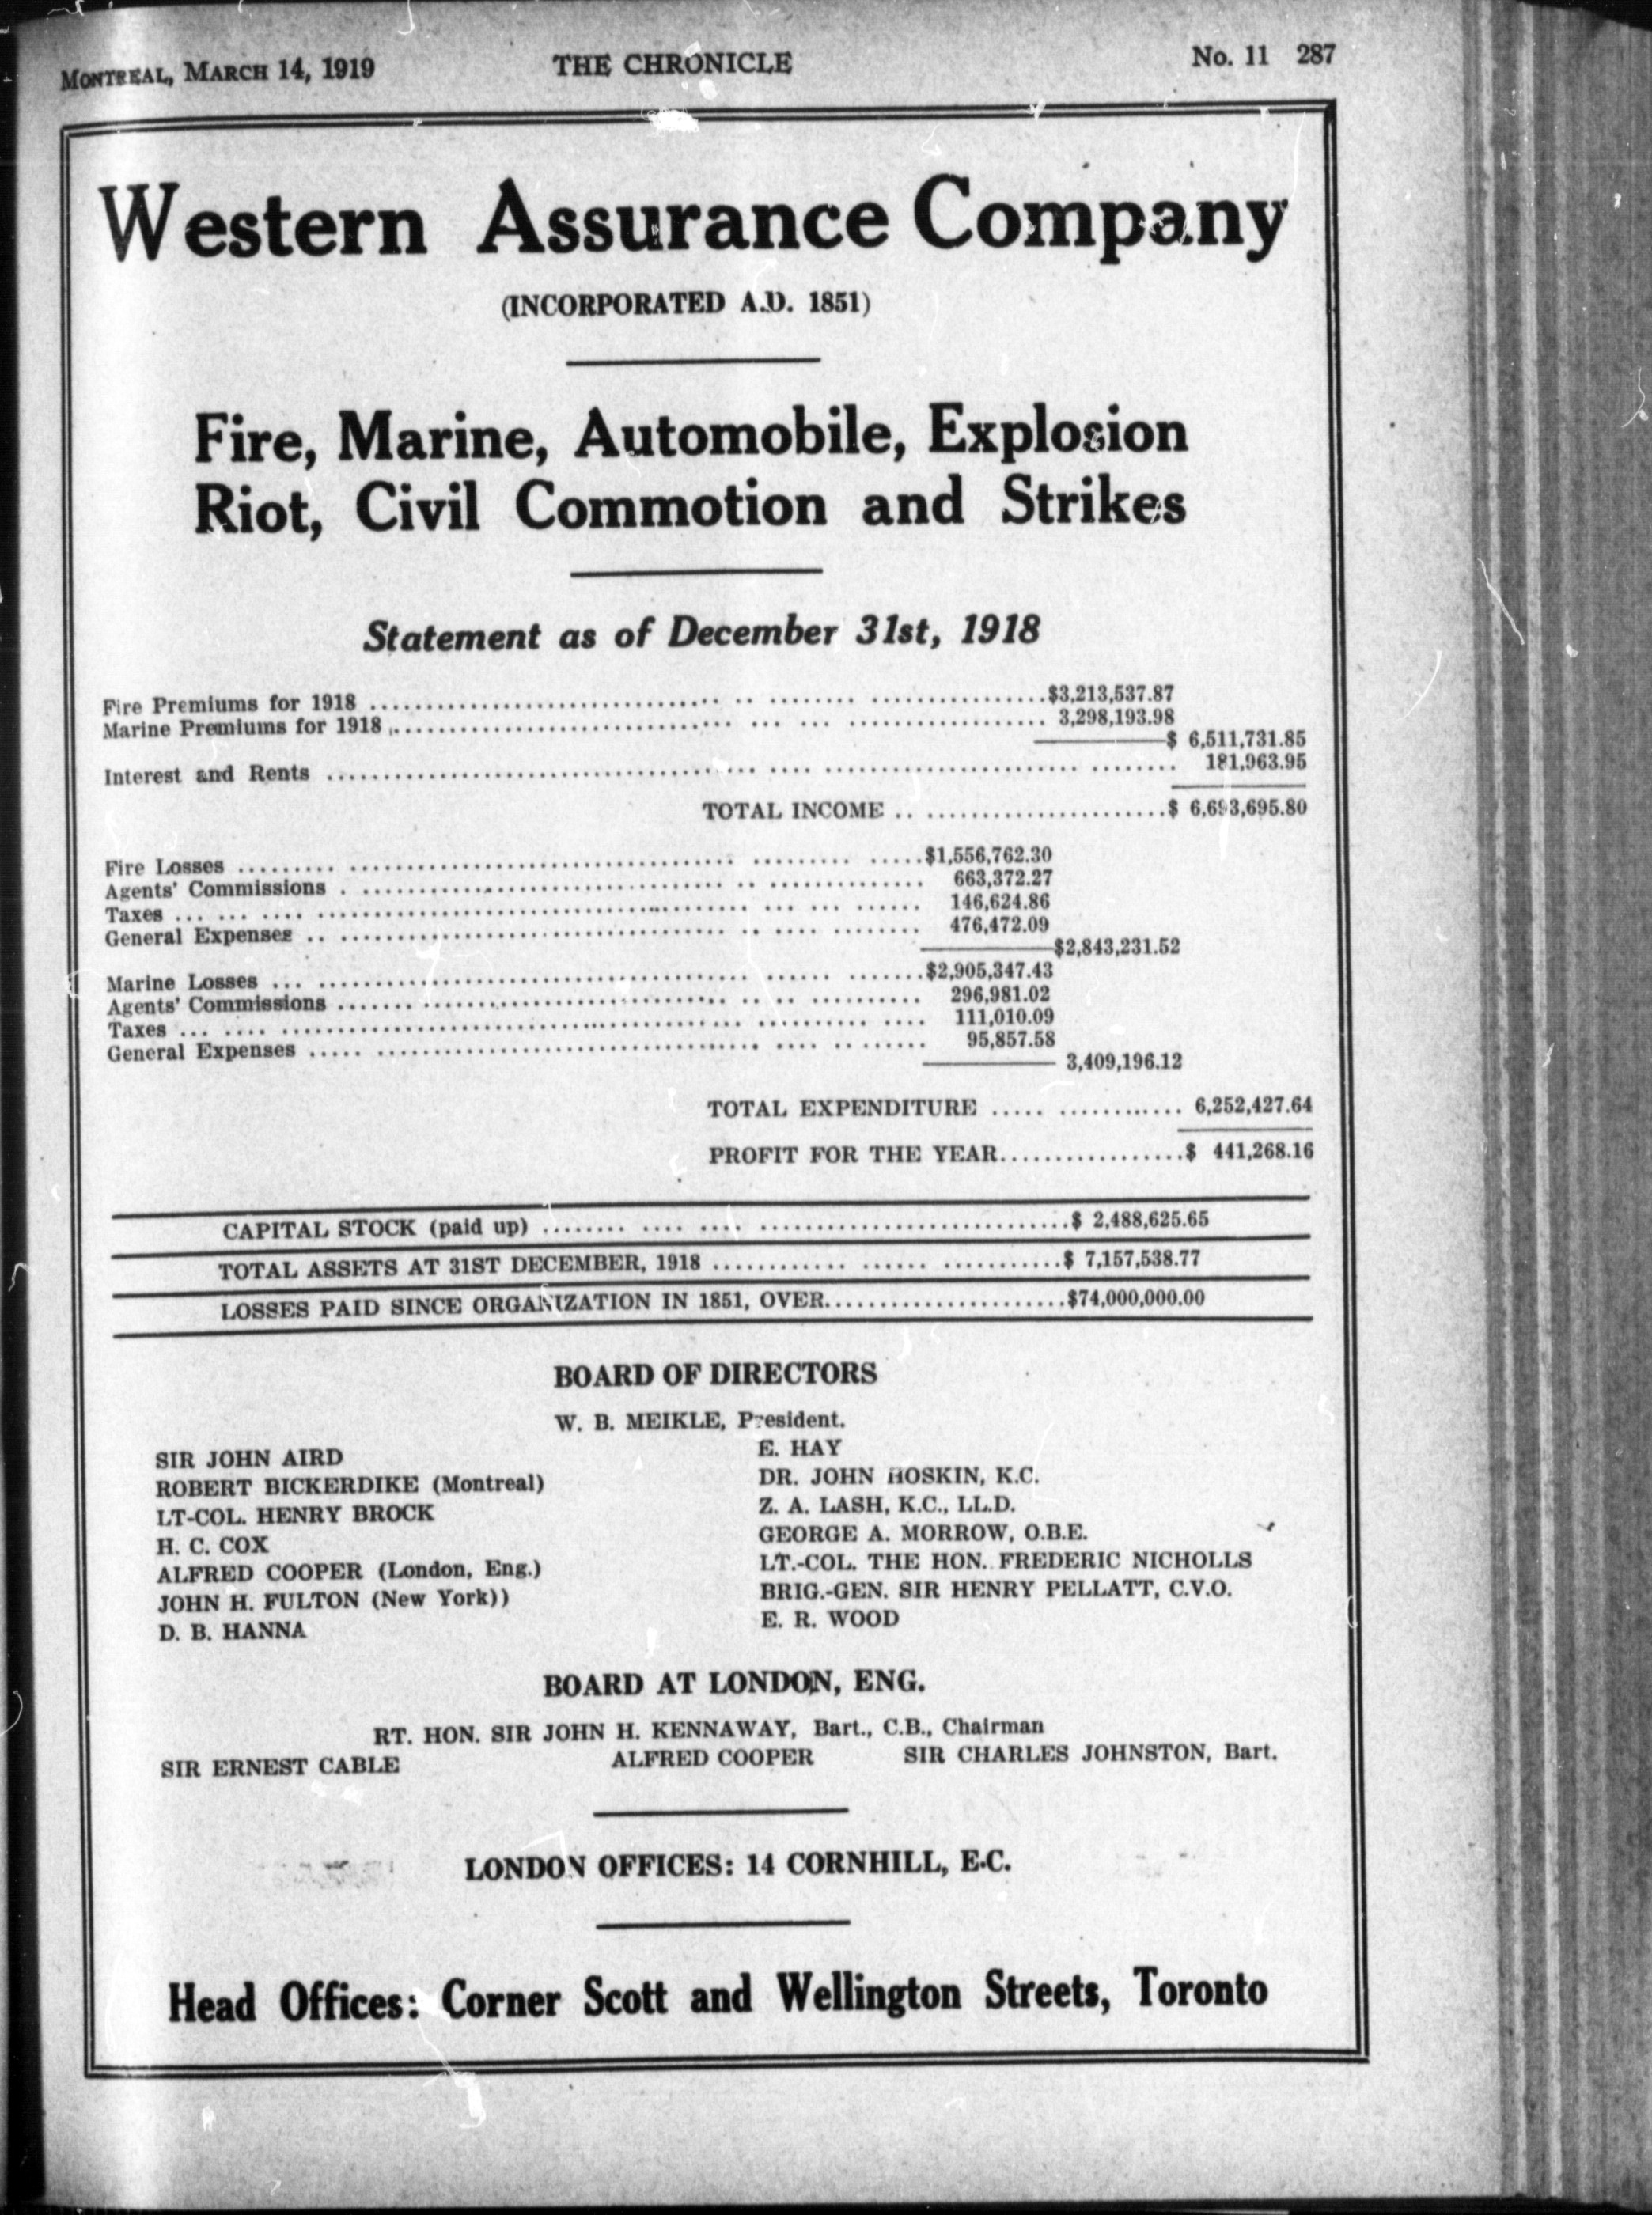 MONTREAL, MARCH 14, 1919 THE CHRONICLE No. 11 287
Western Assurance Company
(INCORPORATED A.D. 1851)
Fire, Marine, Automobile, Explosion
Riot, Civil Commotion and Strikes
Statement as of December 31st, 1918
Fire Premiums for 1918 .................... $3,213,537.87
Marine Premiums for 1918 .................... 3,298,193.98
$ 6,511,731.85
Interest and Rents .................... 181,963.95
TOTAL INCOME .................... $ 6,693,695.80
Fire Losses .................... $1,556,762.30
Agents' Commissions .................... 663,372.27
Taxes .................... 146,624.86
General Expenses .................... 476,472.09
$2,843,231.52
Marine Losses .................... $2,905,347.43
Agents' Commissions .................... 296,981.02
Taxes .................... 111,010.09
General Expenses .................... 95,857.58
3,409,196.12
TOTAL EXPENDITURE .................... 6,252,427.64
PROFIT FOR THE YEAR .................... $ 441,268.16
CAPITAL STOCK (paid up) .................... $ 2,488,625.65
TOTAL ASSETS AT 31ST DECEMBER, 1918 .................... $ 7,157,538.77
LOSSES PAID SINCE ORGANIZATION IN 1851, OVER .................... $74,000,000.00
BOARD OF DIRECTORS
W. B. MEIKLE, President.
SIR JOHN AIRD
ROBERT BICKERDIKE (Montreal)
LT-COL. HENRY BROCK
H. C. COX
ALFRED COOPER (London, Eng.)
JOHN H. FULTON (New York))
D. B. HANNA
E. HAY
DR. JOHN HOSKIN, K.C.
Z. A. LASH, K.C., LL.D.
GEORGE A. MORROW, O.B.E.
LT.-COL. THE HON. FREDERIC NICHOLLS
BRIG.-GEN. SIR HENRY PELLATT, C.V.O.
E. R. WOOD
BOARD AT LONDON, ENG.
RT. HON. SIR JOHN H. KENNAWAY, Bart., C.B., Chairman
SIR ERNEST CABLE ALFRED COOPER SIR CHARLES JOHNSTON, Bart.
LONDON OFFICES: 14 CORNHILL, E.C.
Head Offices: Corner Scott and Wellington Streets, Toronto